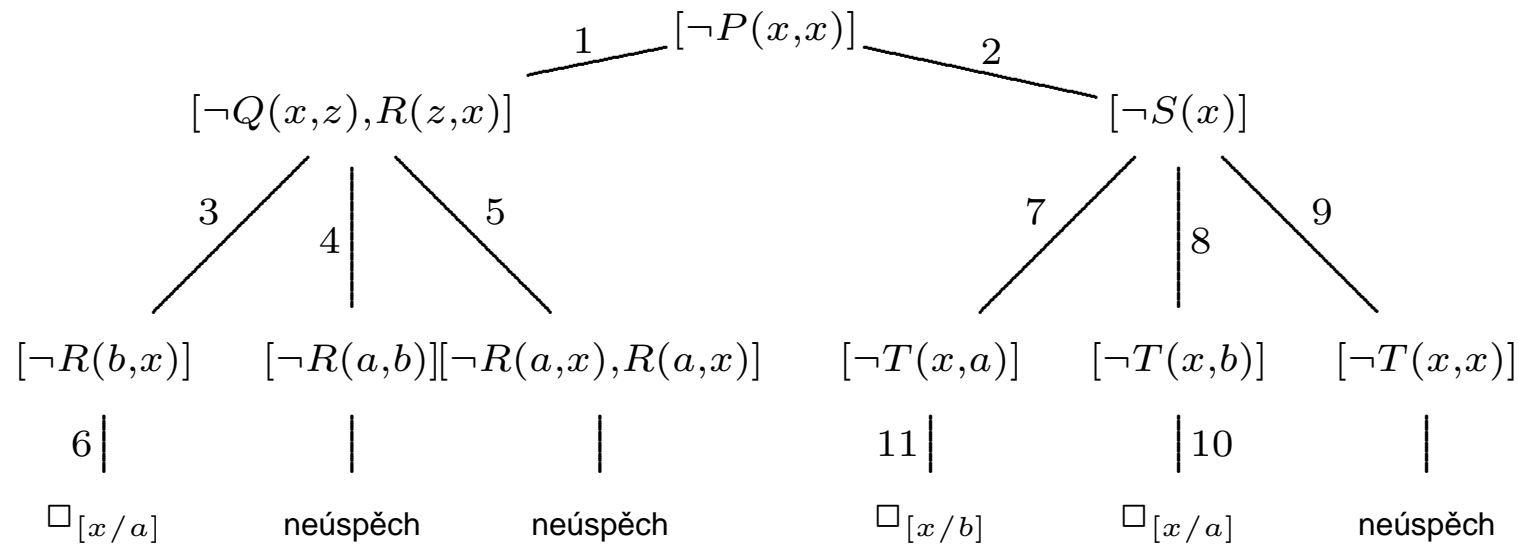 [¬P(x,x)]
1 2
[¬Q(x,z),R(z,x)] [¬S(x)]
3 4 5 7 8 9
[¬R(b,x)] [¬R(a,b)][¬R(a,x),R(a,x)] [¬T(x,a)] [¬T(x,b)] [¬T(x,x)]
6 11 10
□[x/a] neúspěch neúspěch □[x/b] □[x/a] neúspěch